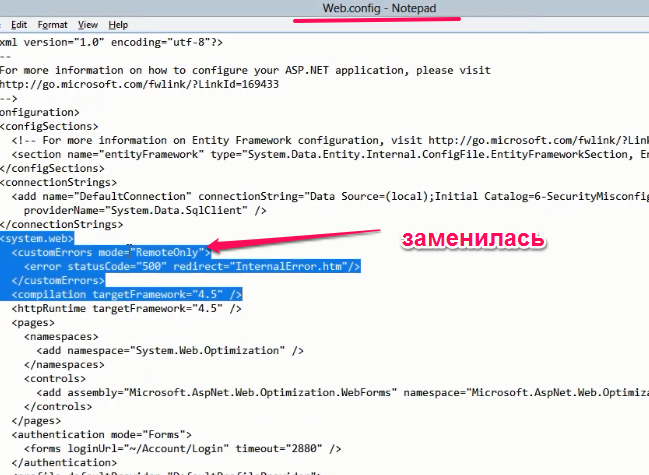 Web.config - Notepad
Edit Format View Help
xml version="1.0" encoding="utf-8"?>
--
For more information on how to configure your ASP.NET application, please visit
http://go.microsoft.com/fwlink/?LinkId=169433
-->
onfiguration>
<configSections>
<!-- For more information on Entity Framework configuration, visit http://go.microsoft.com/fwlink/?Link
<section name="entityFramework" type="System.Data.Entity.Internal.ConfigFile.EntityFrameworkSection, En
</configSections>
<connectionStrings>
<add name="DefaultConnection" connectionString="Data Source=(local);Initial Catalog=6-SecurityMisconfig
providerName="System.Data.SqlClient" />
</connectionStrings>
<system.web>
<customErrors mode="RemoteOnly">
заменилась
<error statusCode="500" redirect="InternalError.htm"/>
</customErrors>
<compilation targetFramework="4.5" />
<httpRuntime targetFramework="4.5" />
<pages>
<namespaces>
<add namespace="System.Web.Optimization" />
</namespaces>
<controls>
<add assembly="Microsoft.AspNet.Web.Optimization.WebForms" namespace="Microsoft.AspNet.Web.Optimiza
</controls>
</pages>
<authentication mode="Forms">
<forms loginUrl="~/Account/Login" timeout="2880" />
</authentication>